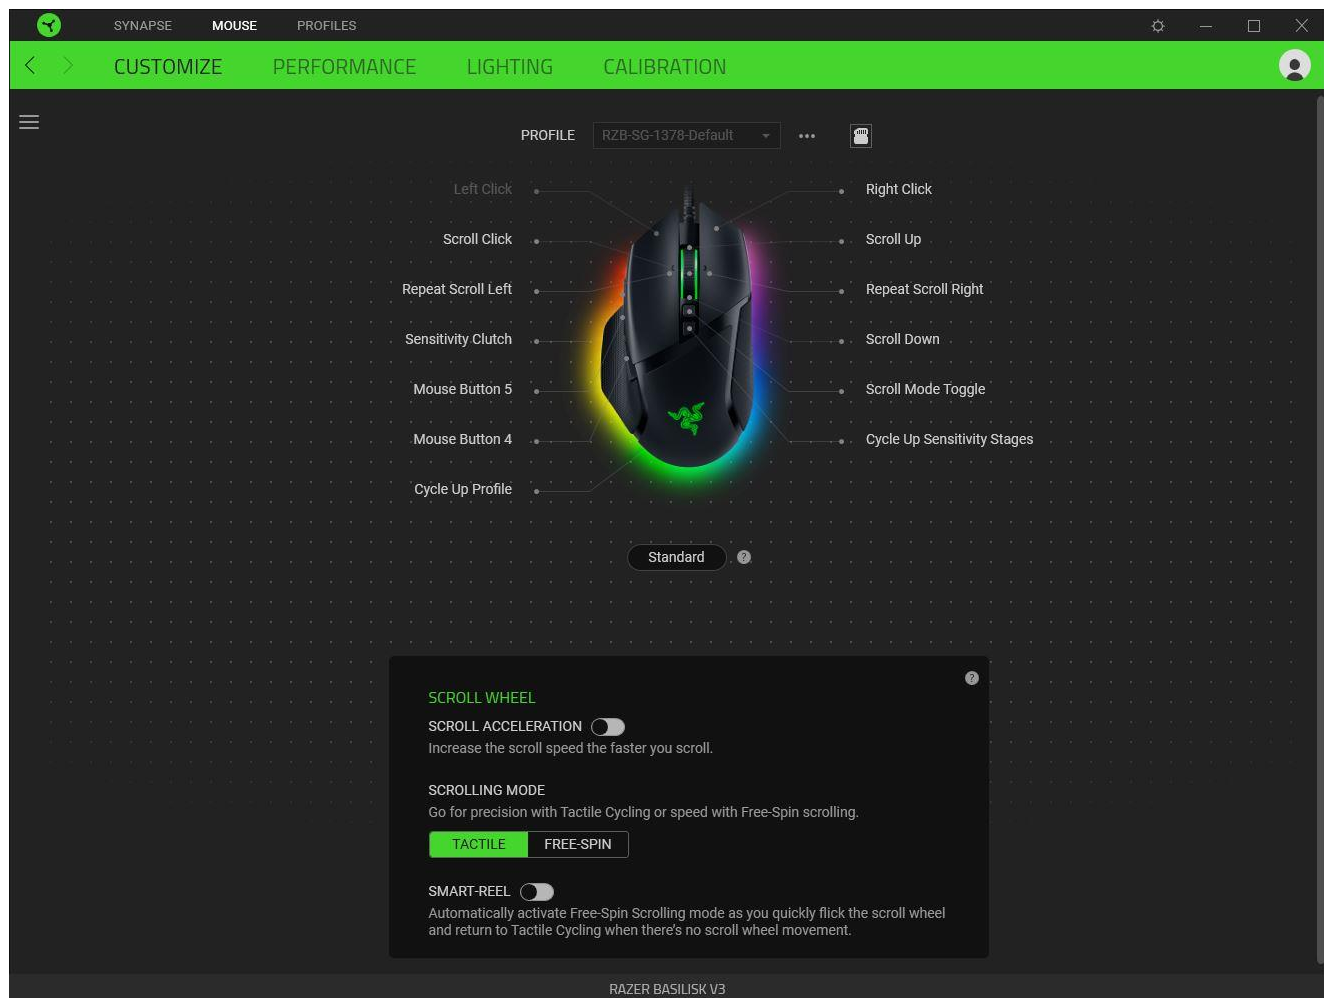 SYNAPSE MOUSE PROFILES
CUSTOMIZE PERFORMANCE LIGHTING CALIBRATION
PROFILE RZB-SG-1378-Default
Left Click Right Click
Scroll Click Scroll Up
Repeat Scroll Left Repeat Scroll Right
Sensitivity Clutch Scroll Down
Mouse Button 5 Scroll Mode Toggle
Mouse Button 4 Cycle Up Sensitivity Stages
Cycle Up Profile
Standard ?
?
SCROLL WHEEL
SCROLL ACCELERATION
Increase the scroll speed the faster you scroll.
SCROLLING MODE
Go for precision with Tactile Cycling or speed with Free-Spin scrolling.
TACTILE FREE-SPIN
SMART-REEL
Automatically activate Free-Spin Scrolling mode as you quickly flick the scroll wheel
and return to Tactile Cycling when there's no scroll wheel movement.
RAZER BASILISK V3